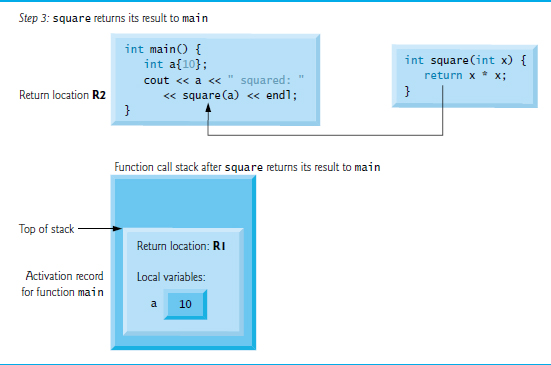 Step 3: square returns its result to main
int main() {
int a{10};
cout << a << " squared: "
<< square(a) << endl;
}
Return location R2
int square(int x) {
return x * x;
}
Function call stack after square returns its result to main
Top of stack
Return location: R1
Activation record
for function main
Local variables:
a 10